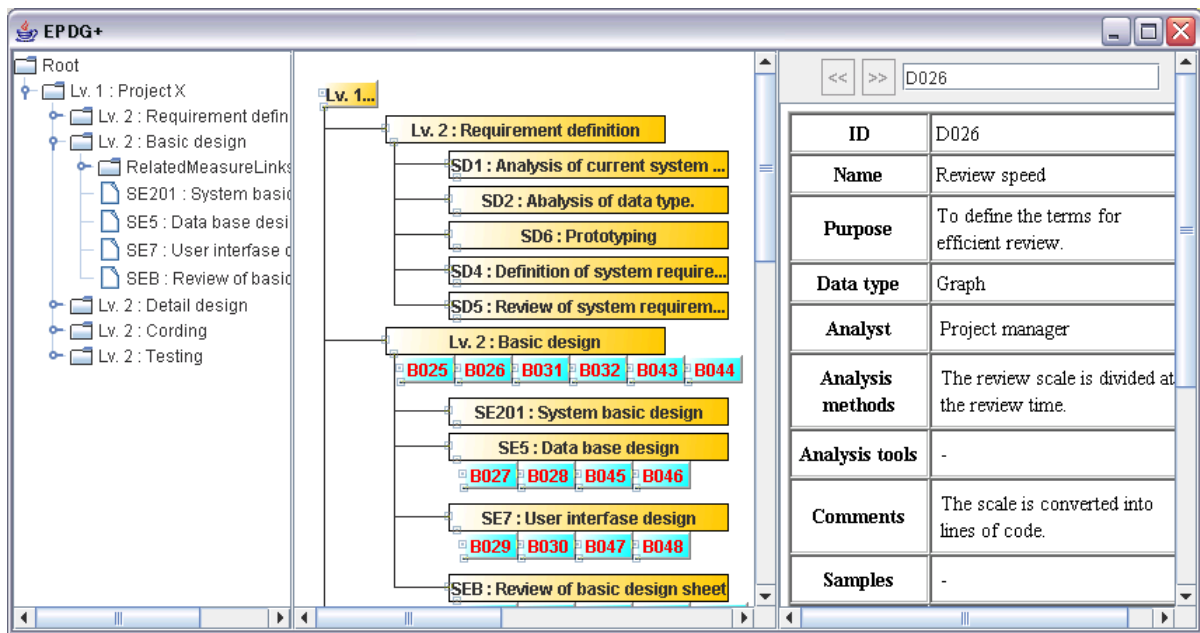 EPDG+
Root
Lv. 1 : Project X
Lv. 2 : Requirement defin
Lv. 2 : Basic design
RelatedMeasureLinks
SE201 : System basic
SE5 : Data base desi
SE7 : User interfase d
SEB : Review of basic
Lv. 2 : Detail design
Lv. 2 : Cording
Lv. 2 : Testing
Lv. 1...
Lv. 2 : Requirement definition
SD1 : Analysis of current system ...
SD2 : Abalysis of data type.
SD6 : Prototyping
SD4 : Definition of system require...
SD5 : Review of system requirem...
Lv. 2 : Basic design
B025 B026 B031 B032 B043 B044
SE201 : System basic design
SE5 : Data base design
B027 B028 B045 B046
SE7 : User interfase design
B029 B030 B047 B048
SEB : Review of basic design sheet
<< >> D026
ID D026
Name Review speed
Purpose To define the terms for
efficient review.
Data type Graph
Analyst Project manager
Analysis methods The review scale is divided at
the review time.
Analysis tools -
Comments The scale is converted into
lines of code.
Samples -